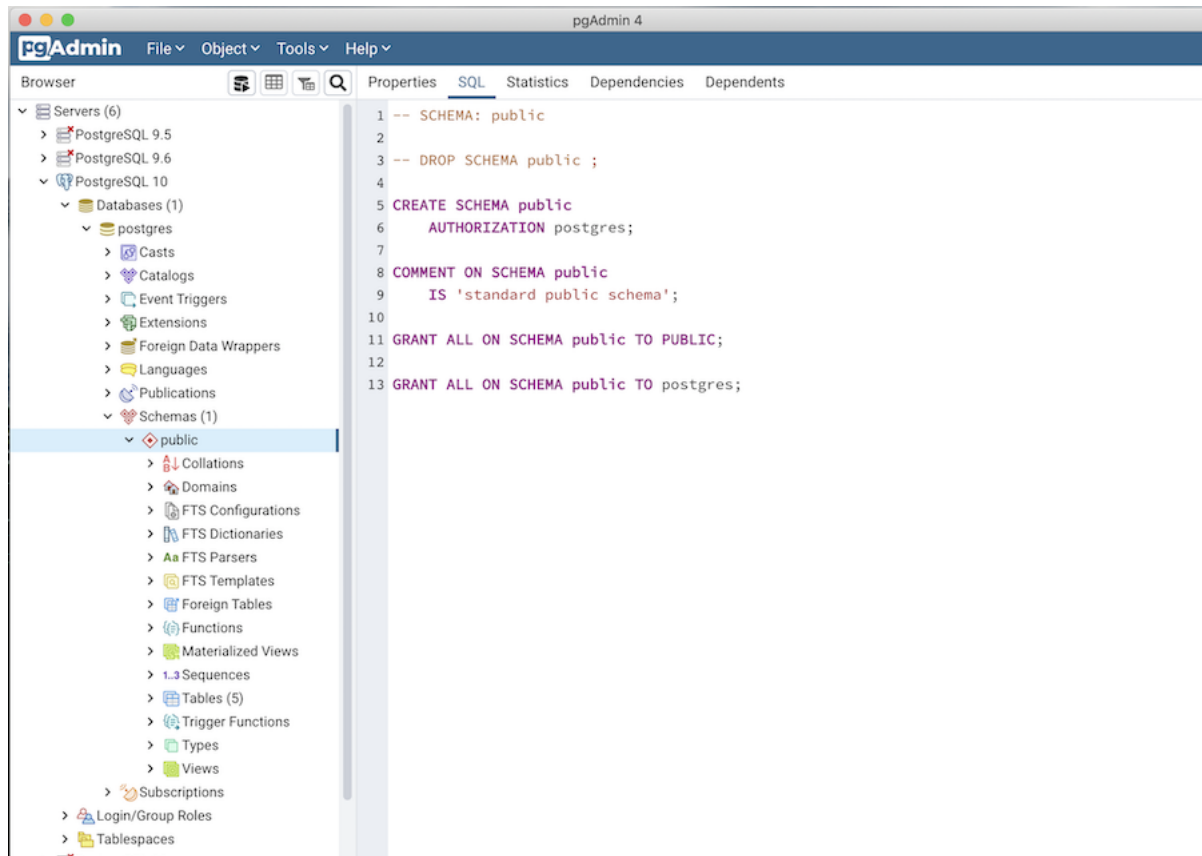 pgAdmin 4
pgAdmin File Object Tools Help
Browser
Properties SQL Statistics Dependencies Dependents
Servers (6)
PostgreSQL 9.5
PostgreSQL 9.6
PostgreSQL 10
Databases (1)
postgres
Casts
Catalogs
Event Triggers
Extensions
Foreign Data Wrappers
Languages
Publications
Schemas (1)
public
Collations
Domains
FTS Configurations
FTS Dictionaries
Aa FTS Parsers
FTS Templates
Foreign Tables
Functions
Materialized Views
1..3 Sequences
Tables (5)
Trigger Functions
Types
Views
Subscriptions
Login/Group Roles
Tablespaces
1 -- SCHEMA: public
2
3 -- DROP SCHEMA public ;
4
5 CREATE SCHEMA public
6 AUTHORIZATION postgres;
7
8 COMMENT ON SCHEMA public
9 IS 'standard public schema';
10
11 GRANT ALL ON SCHEMA public TO PUBLIC;
12
13 GRANT ALL ON SCHEMA public TO postgres;